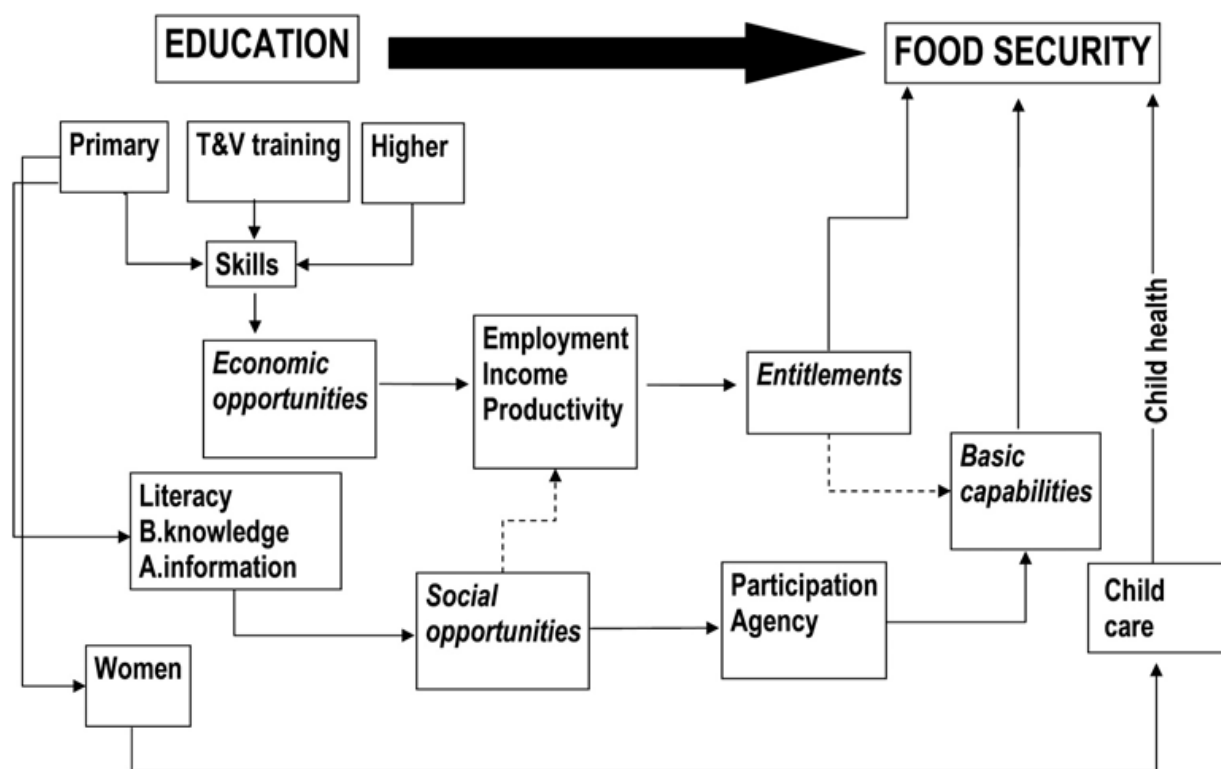 EDUCATION
FOOD SECURITY
Primary
T&V training
Higher
Skills
Economic
opportunities
Employment
Income
Productivity
Entitlements
Child health
Basic
capabilities
Literacy
B.knowledge
A.information
Social
opportunities
Participation
Agency
Child
care
Women